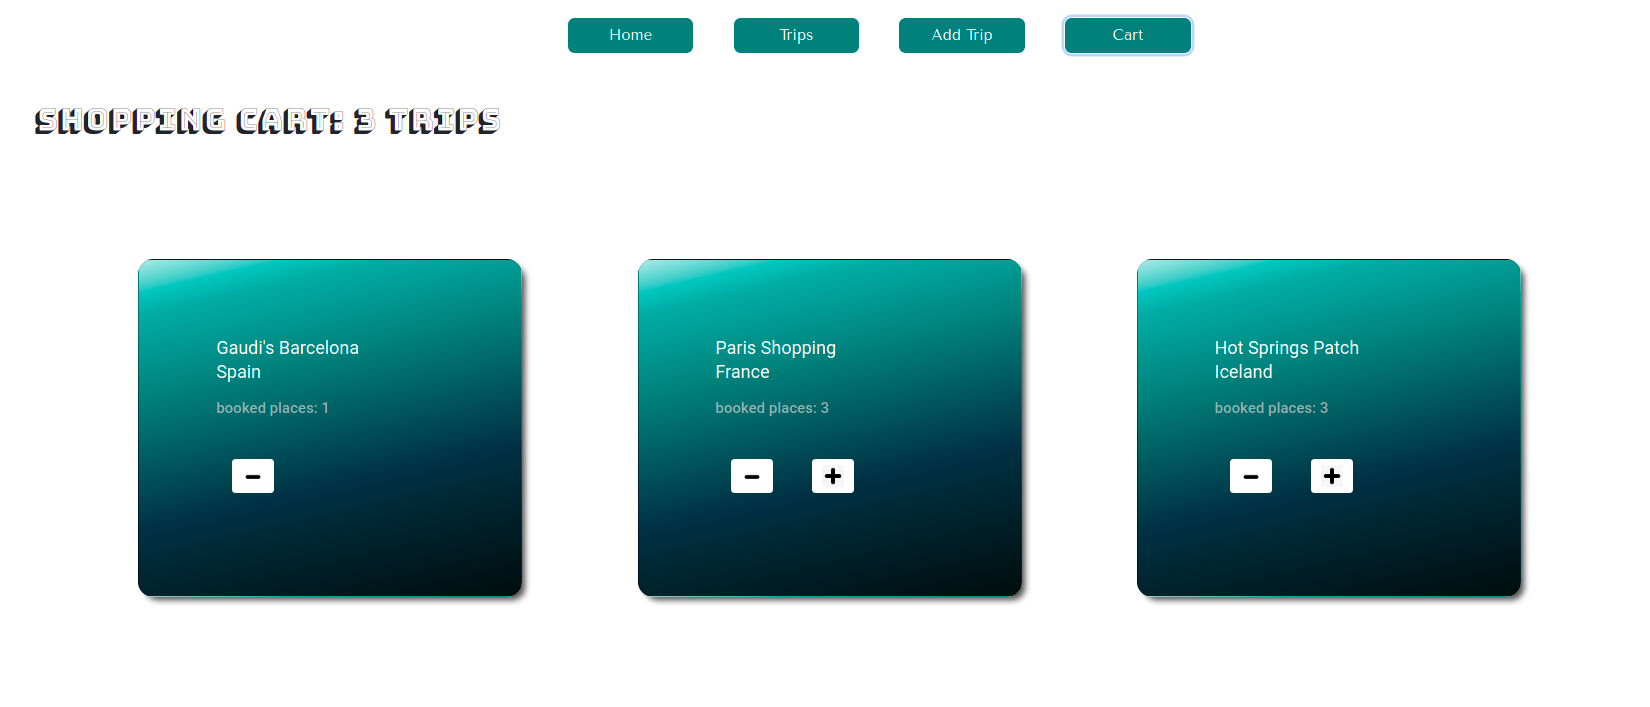 Home Trips Add Trip Cart
SHOPPING CART: 3 TRIPS
Gaudi's Barcelona
Spain
booked places: 1
−
Paris Shopping
France
booked places: 3
− +
Hot Springs Patch
Iceland
booked places: 3
− +